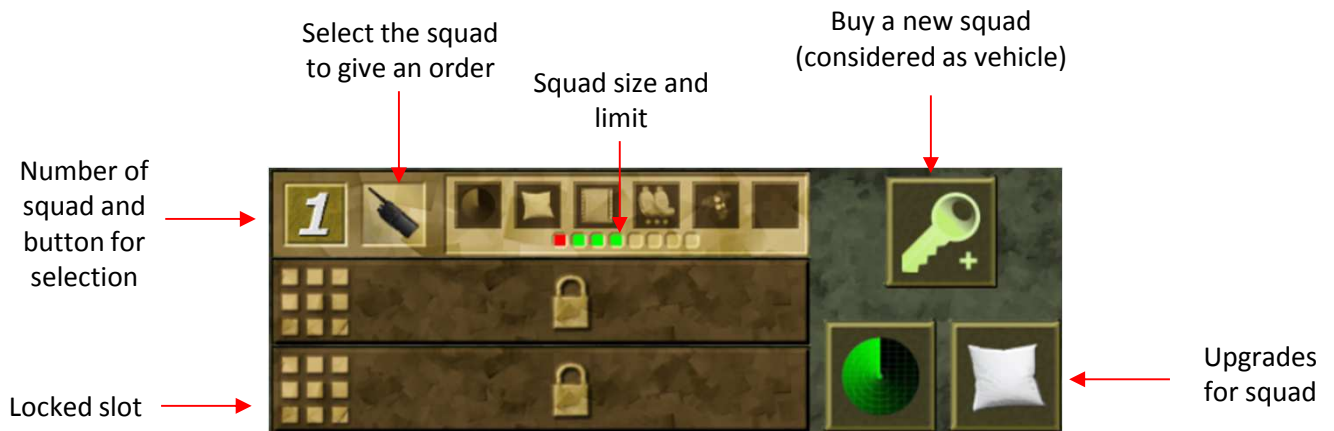 Buy a new squad
(considered as vehicle)
Select the squad
to give an order
Squad size and
limit
Number of
squad and
button for
selection
1
Locked slot
Upgrades
for squad